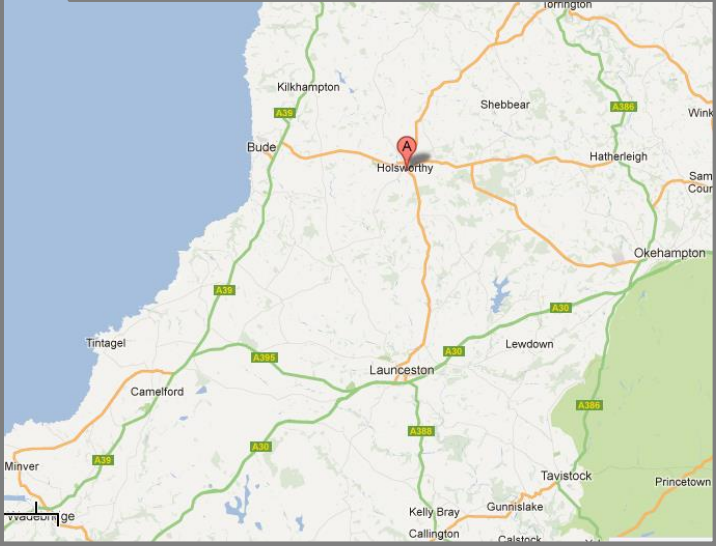 Torrington
Kilkhampton
Shebbear
A39
A386
Wink
Bude
A
Hatherleigh
Holsworthy
Sam
Cour
Okehampton
A39
A30
Tintagel
Lewdown
A30
A395
Launceston
Camelford
A386
A388
A30
A39
Minver
Tavistock
Princetown
Gunnislake
Kelly Bray
Wadebridge
Callington
Calstock